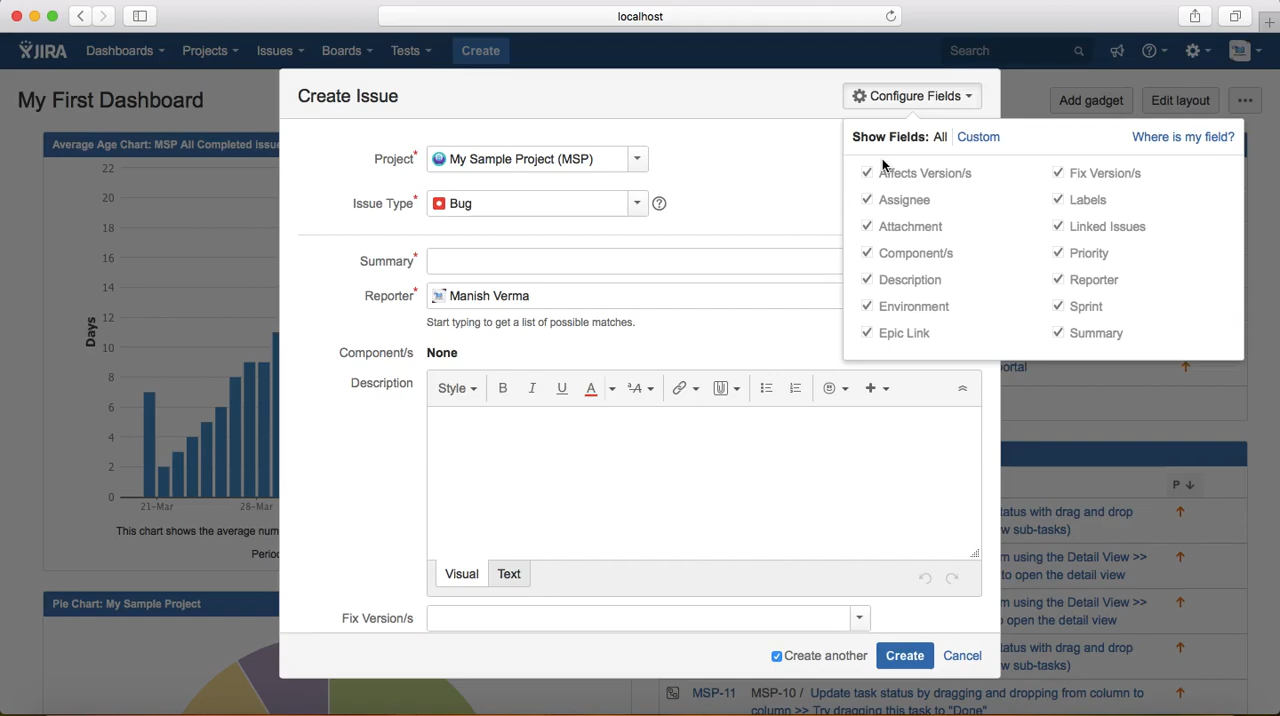 localhost
JIRA Dashboards Projects Issues Boards Tests Create Search
My First Dashboard
Add gadget Edit layout
Average Age Chart: MSP All Completed issue
22
20
18
16
14
12
10
8
6
4
2
0
Days
21-Mar 28-Mar
This chart shows the average num
Perio
Pie Chart: My Sample Project
Create Issue
Configure Fields
Show Fields: All Custom Where is my field?
Affects Version/s Fix Version/s
Assignee Labels
Attachment Linked Issues
Component/s Priority
Description Reporter
Environment Sprint
Epic Link Summary
Project* My Sample Project (MSP)
Issue Type* Bug
Summary*
Reporter* Manish Verma
Start typing to get a list of possible matches.
Component/s None
Description
Style B I U A
Visual Text
Fix Version/s
Create another Create Cancel
ortal
P
tatus with drag and drop
w sub-tasks)
m using the Detail View >>
to open the detail view
m using the Detail View >>
o open the detail view
tatus with drag and drop
w sub-tasks)
MSP-11 MSP-10 / Update task status by dragging and dropping from column to
column >> Try dragging this task to "Done"